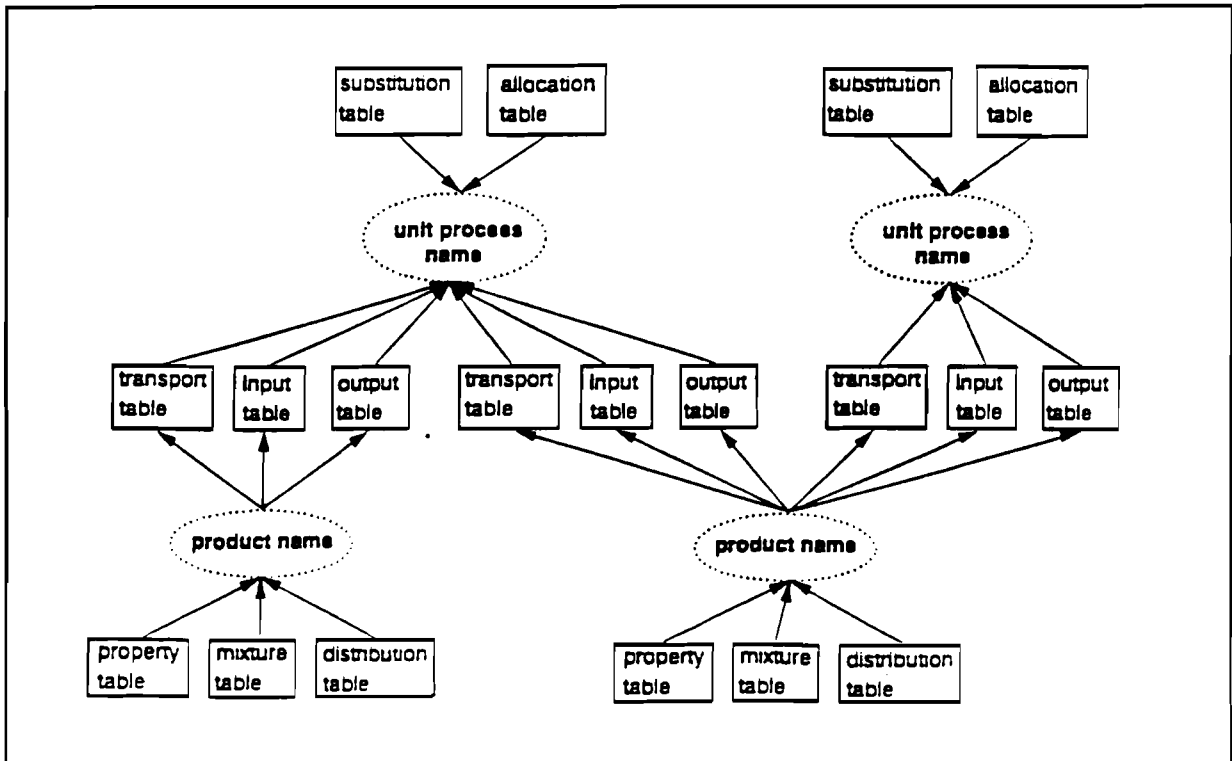 substitution
table
allocation
table
substitution
table
allocation
table
unit process
name
unit process
name
transport
table
input
table
output
table
transport
table
input
table
output
table
transport
table
input
table
output
table
product name
product name
property
table
mixture
table
distribution
table
property
table
mixture
table
distribution
table